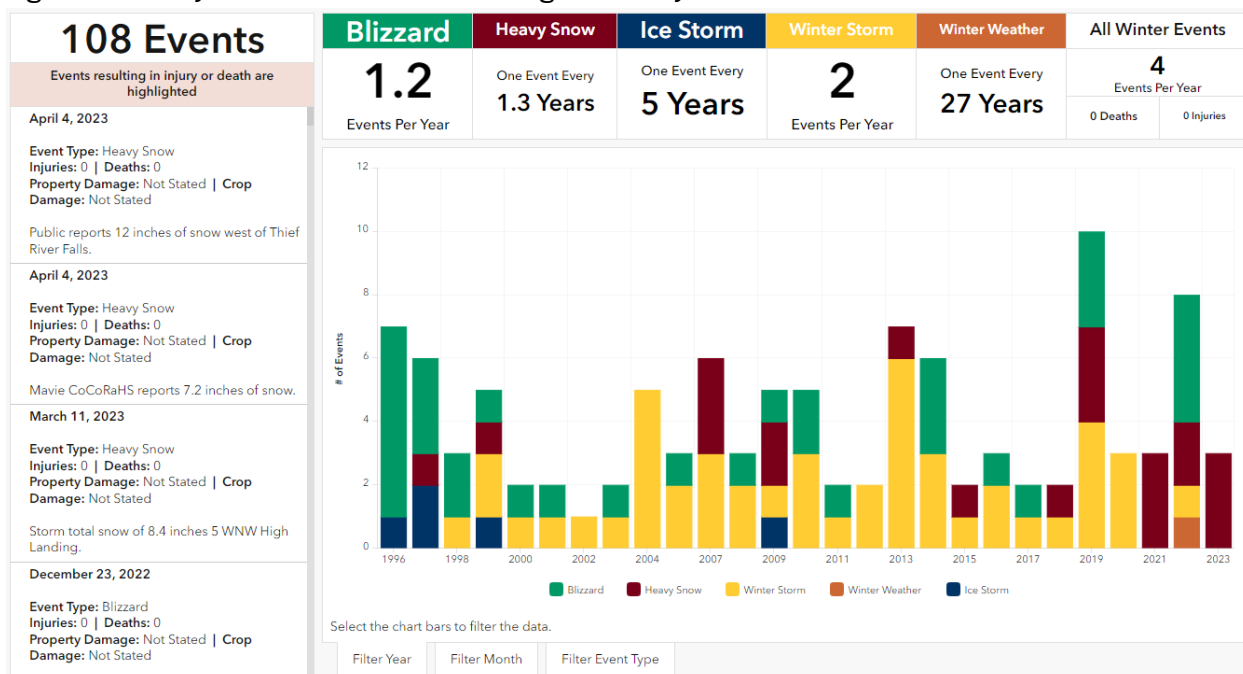 108 Events
Events resulting in injury or death are
highlighted
April 4, 2023
Event Type: Heavy Snow
Injuries: 0 | Deaths: 0
Property Damage: Not Stated | Crop
Damage: Not Stated
Public reports 12 inches of snow west of Thief
River Falls.
April 4, 2023
Event Type: Heavy Snow
Injuries: 0 | Deaths: 0
Property Damage: Not Stated | Crop
Damage: Not Stated
Mavie CoCoRaHS reports 7.2 inches of snow.
March 11, 2023
Event Type: Heavy Snow
Injuries: 0 | Deaths: 0
Property Damage: Not Stated | Crop
Damage: Not Stated
Storm total snow of 8.4 inches 5 WNW High
Landing.
December 23, 2022
Event Type: Blizzard
Injuries: 0 | Deaths: 0
Property Damage: Not Stated | Crop
Damage: Not Stated
Blizzard
1.2
Events Per Year
Heavy Snow
One Event Every
1.3 Years
Ice Storm
One Event Every
5 Years
Winter Storm
2
Events Per Year
Winter Weather
One Event Every
27 Years
All Winter Events
4
Events Per Year
0 Deaths
0 Injuries
# of Events
12
10
8
6
4
2
0
1996 1998 2000 2002 2004 2007 2009 2011 2013 2015 2017 2019 2021 2023
Blizzard Heavy Snow Winter Storm Winter Weather Ice Storm
Select the chart bars to filter the data.
Filter Year Filter Month Filter Event Type